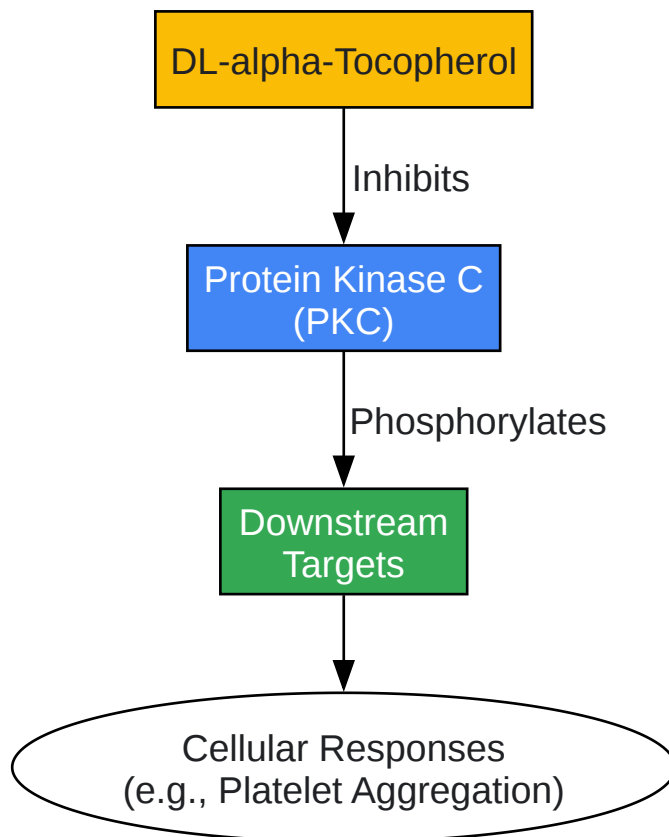 DL-alpha-Tocopherol
Inhibits
Protein Kinase C
(PKC)
Phosphorylates
Downstream
Targets
Cellular Responses
(e.g., Platelet Aggregation)